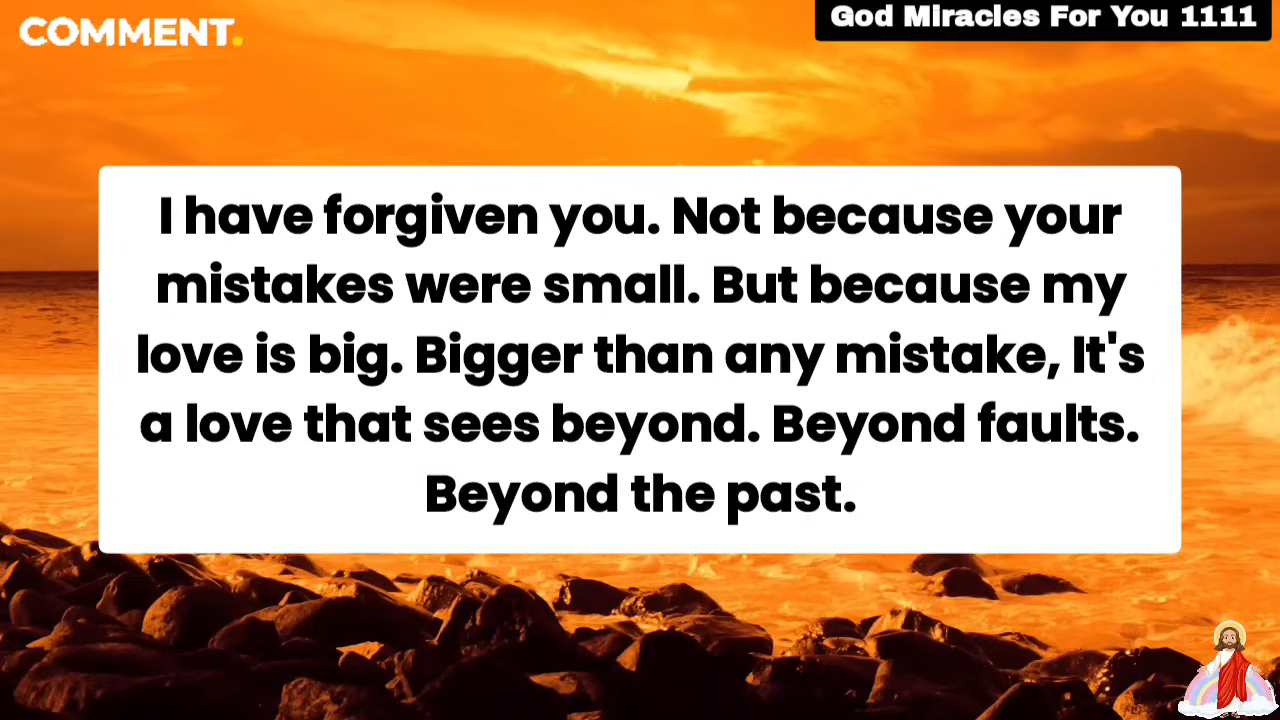 COMMENT.
God Miracles For You 1111
I have forgiven you. Not because your
mistakes were small. But because my
love is big. Bigger than any mistake, It's
a love that sees beyond. Beyond faults.
Beyond the past.